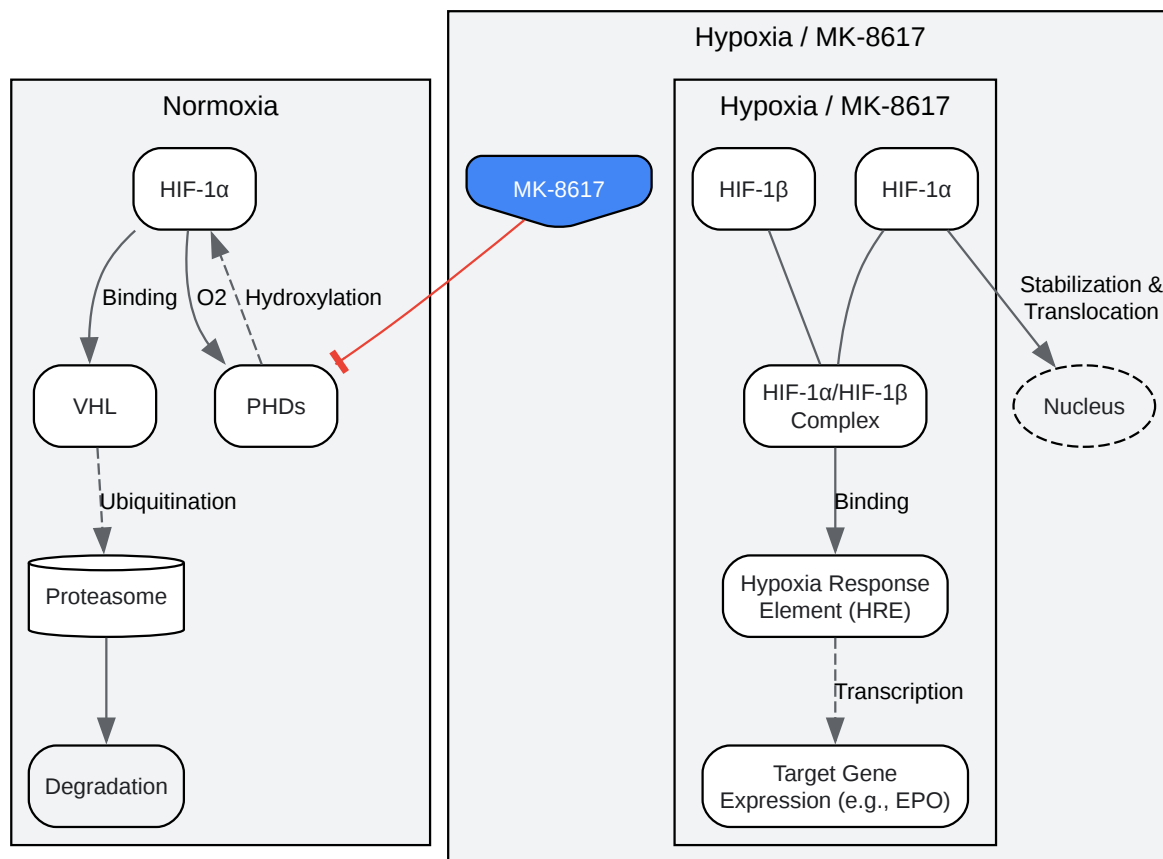 Hypoxia / MK-8617
Normoxia
Hypoxia / MK-8617
HIF-1α
MK-8617
HIF-1β
HIF-1α
Binding
O2
Hydroxylation
Stabilization &
Translocation
VHL
PHDs
HIF-1α/HIF-1β
Complex
Nucleus
Ubiquitination
Binding
Proteasome
Hypoxia Response
Element (HRE)
Transcription
Degradation
Target Gene
Expression (e.g., EPO)